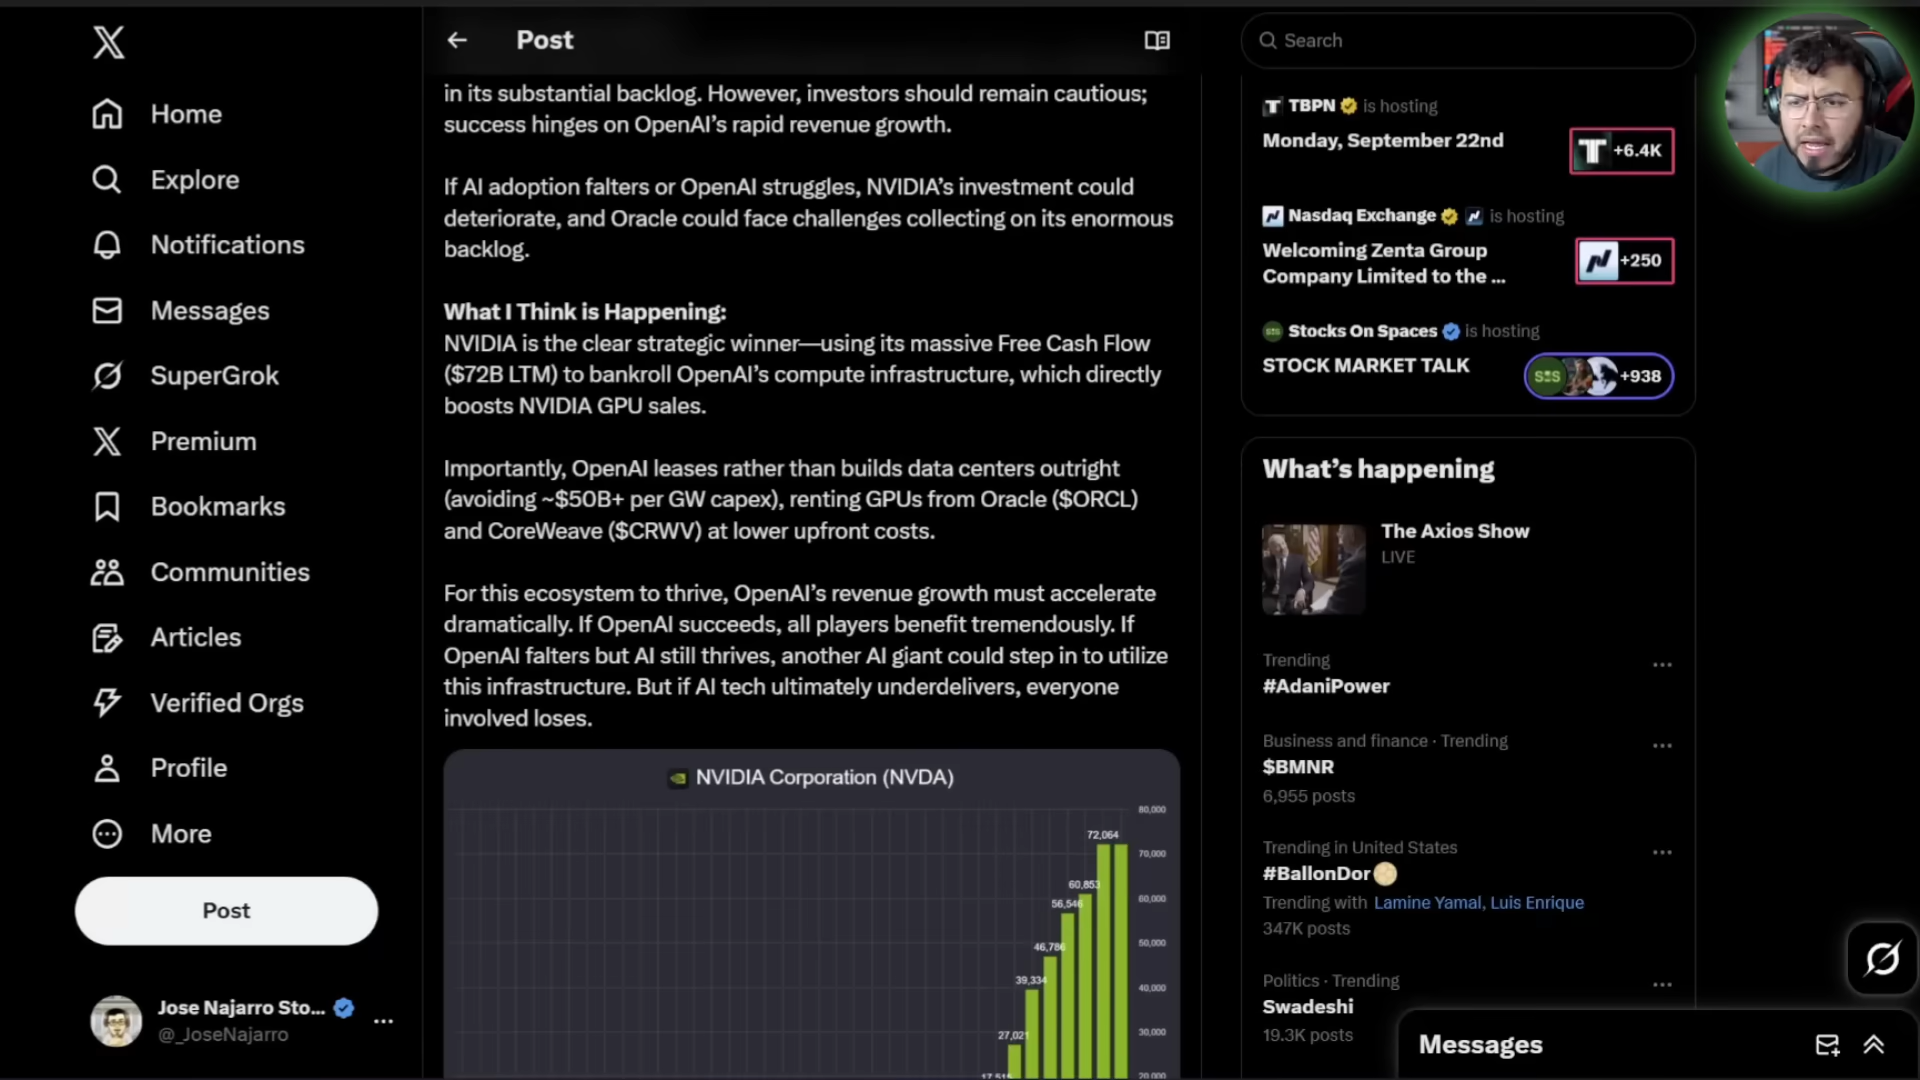 Home
Explore
Notifications
Messages
SuperGrok
Premium
Bookmarks
Communities
Articles
Verified Orgs
Profile
More
Post
Jose Najarro Sto...
@_JoseNajarro
Post
in its substantial backlog. However, investors should remain cautious;
success hinges on OpenAI’s rapid revenue growth.
If AI adoption falters or OpenAI struggles, NVIDIA’s investment could
deteriorate, and Oracle could face challenges collecting on its enormous
backlog.
What I Think is Happening:
NVIDIA is the clear strategic winner—using its massive Free Cash Flow
($72B LTM) to bankroll OpenAI’s compute infrastructure, which directly
boosts NVIDIA GPU sales.
Importantly, OpenAI leases rather than builds data centers outright
(avoiding ~$50B+ per GW capex), renting GPUs from Oracle ($ORCL)
and CoreWeave ($CRWV) at lower upfront costs.
For this ecosystem to thrive, OpenAI’s revenue growth must accelerate
dramatically. If OpenAI succeeds, all players benefit tremendously. If
OpenAI falters but AI still thrives, another AI giant could step in to utilize
this infrastructure. But if AI tech ultimately underdelivers, everyone
involved loses.
NVIDIA Corporation (NVDA)
80,000
72,064
70,000
60,853
60,000
56,546
50,000
46,786
39,334
40,000
27,021
30,000
17,515
20,000
Search
TBPN is hosting
Monday, September 22nd
+6.4K
Nasdaq Exchange is hosting
Welcoming Zenta Group
Company Limited to the ...
+250
Stocks On Spaces is hosting
STOCK MARKET TALK
S$S
+938
What’s happening
The Axios Show
LIVE
Trending
#AdaniPower
Business and finance · Trending
$BMNR
6,955 posts
Trending in United States
#BallonDor
Trending with Lamine Yamal, Luis Enrique
347K posts
Politics · Trending
Swadeshi
19.3K posts
Messages